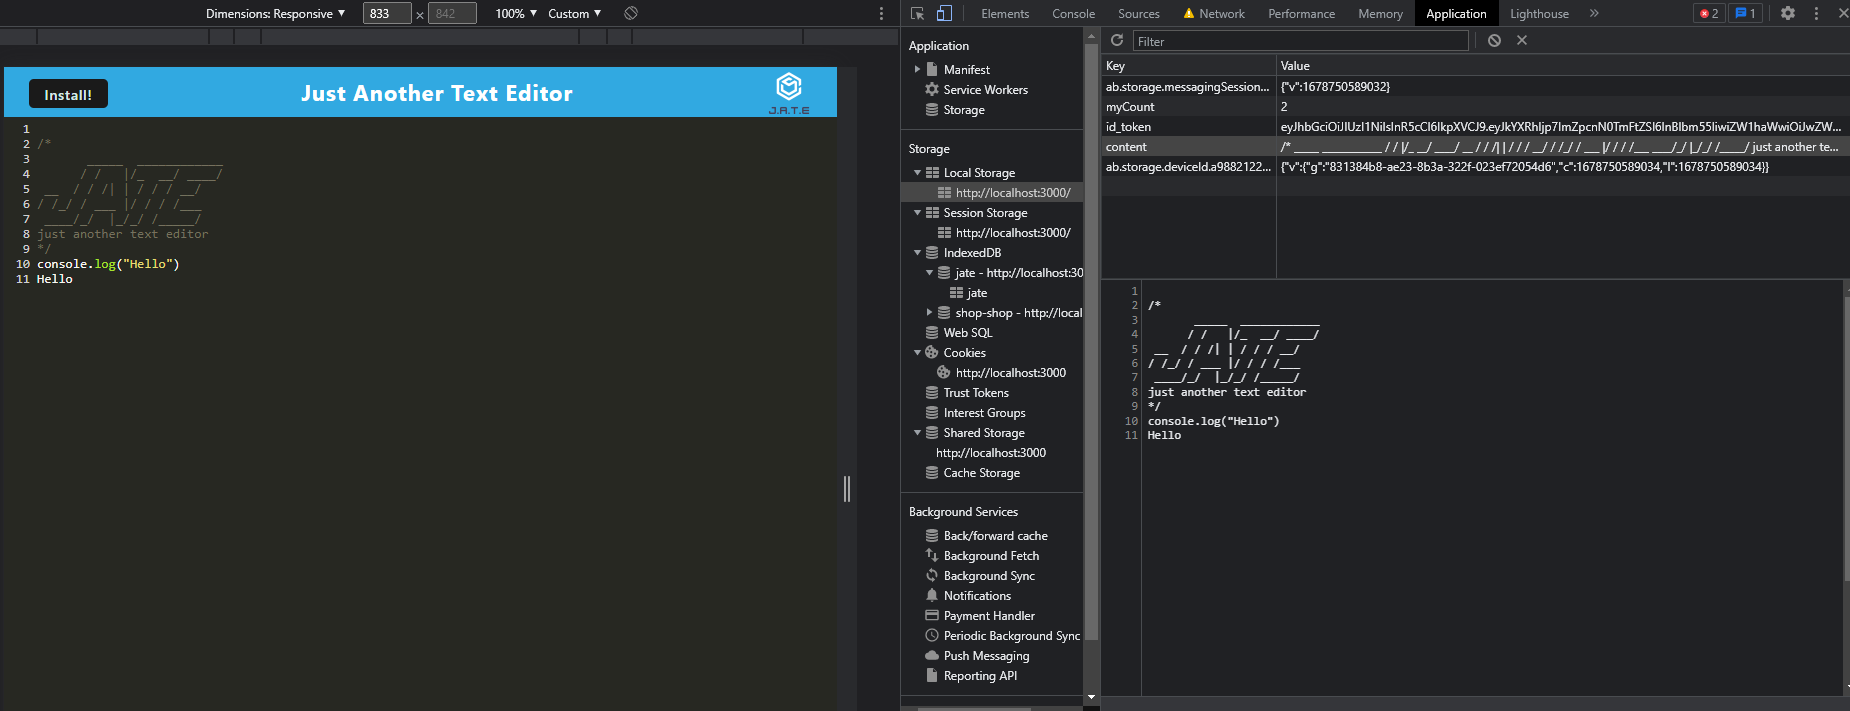 Dimensions: Responsive ▼ 833 × 842 100% ▼ Custom ▼
Elements Console Sources Network Performance Memory Application Lighthouse » 2 1
Install!
Just Another Text Editor
J.A.T.E
1
2 /*
3         _____  ____________
4       / /   |/_  __/ ____/
5  __  / / /| | / / / __/
6 / /_/ / ___ |/ / / /___
7  ____/_/  |_/_/ /_____/
8 just another text editor
9 */
10 console.log("Hello")
11 Hello
Application
Manifest
Service Workers
Storage
Storage
Local Storage
http://localhost:3000/
Session Storage
http://localhost:3000/
IndexedDB
jate - http://localhost:30
jate
shop-shop - http://local
Web SQL
Cookies
http://localhost:3000
Trust Tokens
Interest Groups
Shared Storage
http://localhost:3000
Cache Storage
Background Services
Back/forward cache
Background Fetch
Background Sync
Notifications
Payment Handler
Periodic Background Sync
Push Messaging
Reporting API
Filter
Key Value
ab.storage.messagingSession... {"v":1678750589032}
myCount 2
id_token
content /* ____ __________ / / |/_ __/ ____/ __ / / /| | / / / __/ / /_/ / ___ |/ / / /___ ____/_/ |_/_/ /____/ just another te...
ab.storage.deviceId.a9882122... {"v":{"g":"831384b8-ae23-8b3a-322f-023ef72054d6","c":1678750589034,"l":1678750589034}}
1
2 /*
3         _____  ____________
4       / /   |/_  __/ ____/
5  __  / / /| | / / / __/
6 / /_/ / ___ |/ / / /___
7  ____/_/  |_/_/ /_____/
8 just another text editor
9 */
10 console.log("Hello")
11 Hello